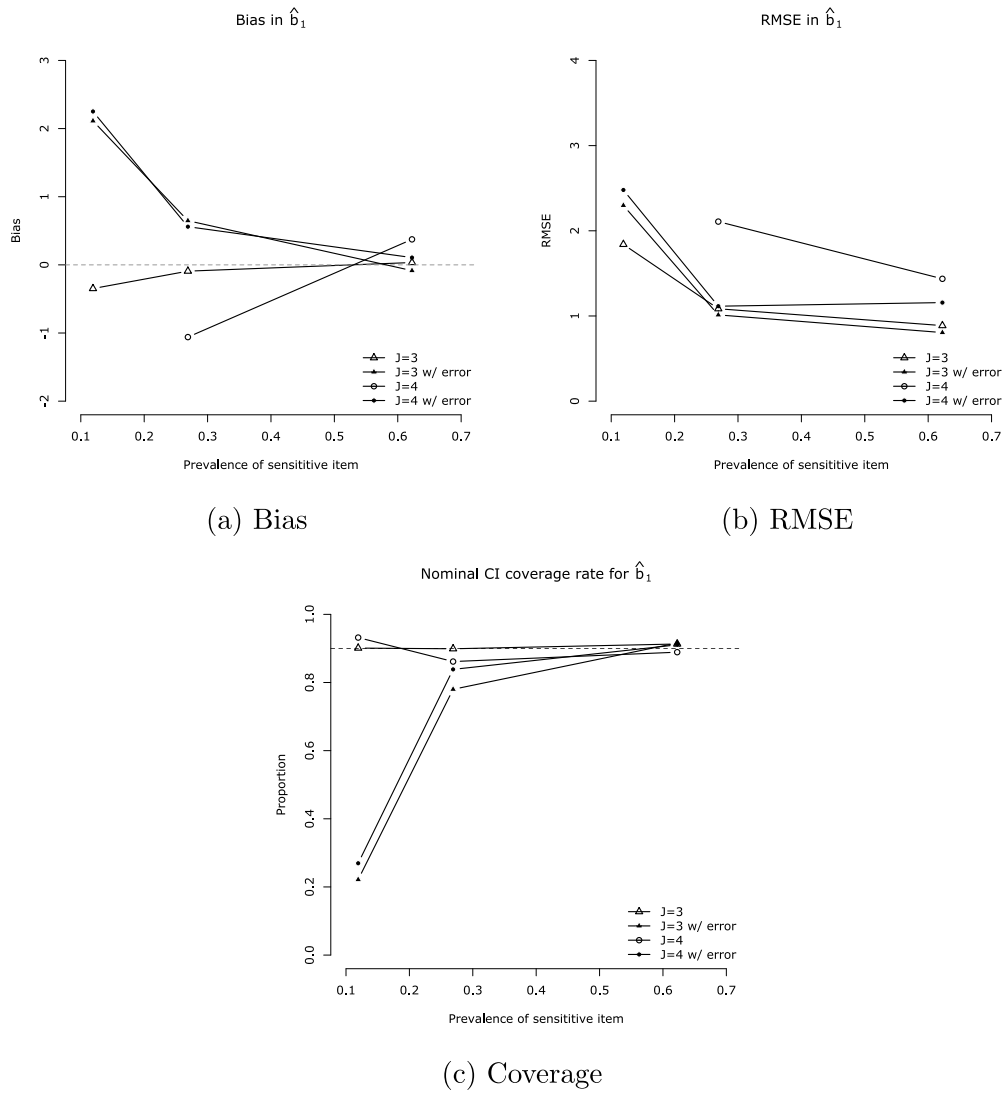 Bias in b̂₁
3
2
1
0
-1
-2
Bias
J=3
J=3 w/ error
J=4
J=4 w/ error
0.1 0.2 0.3 0.4 0.5 0.6 0.7
Prevalence of sensititive item
(a) Bias
RMSE in b̂₁
4
3
2
1
0
RMSE
J=3
J=3 w/ error
J=4
J=4 w/ error
0.1 0.2 0.3 0.4 0.5 0.6 0.7
Prevalence of sensititive item
(b) RMSE
Nominal CI coverage rate for b̂₁
1.0
0.8
0.6
0.4
0.2
0.0
Proportion
J=3
J=3 w/ error
J=4
J=4 w/ error
0.1 0.2 0.3 0.4 0.5 0.6 0.7
Prevalence of sensititive item
(c) Coverage